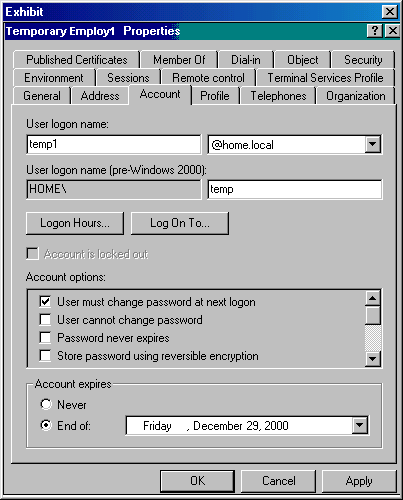 Exhibit
Temporary Employ1 Properties
Published Certificates Member Of Dial-in Object Security
Environment Sessions Remote control Terminal Services Profile
General Address Account Profile Telephones Organization
User logon name:
temp1 @home.local
User logon name (pre-Windows 2000):
HOME\ temp
Logon Hours... Log On To...
Account is locked out
Account options:
User must change password at next logon
User cannot change password
Password never expires
Store password using reversible encryption
Account expires
Never
End of: Friday , December 29, 2000
OK Cancel Apply